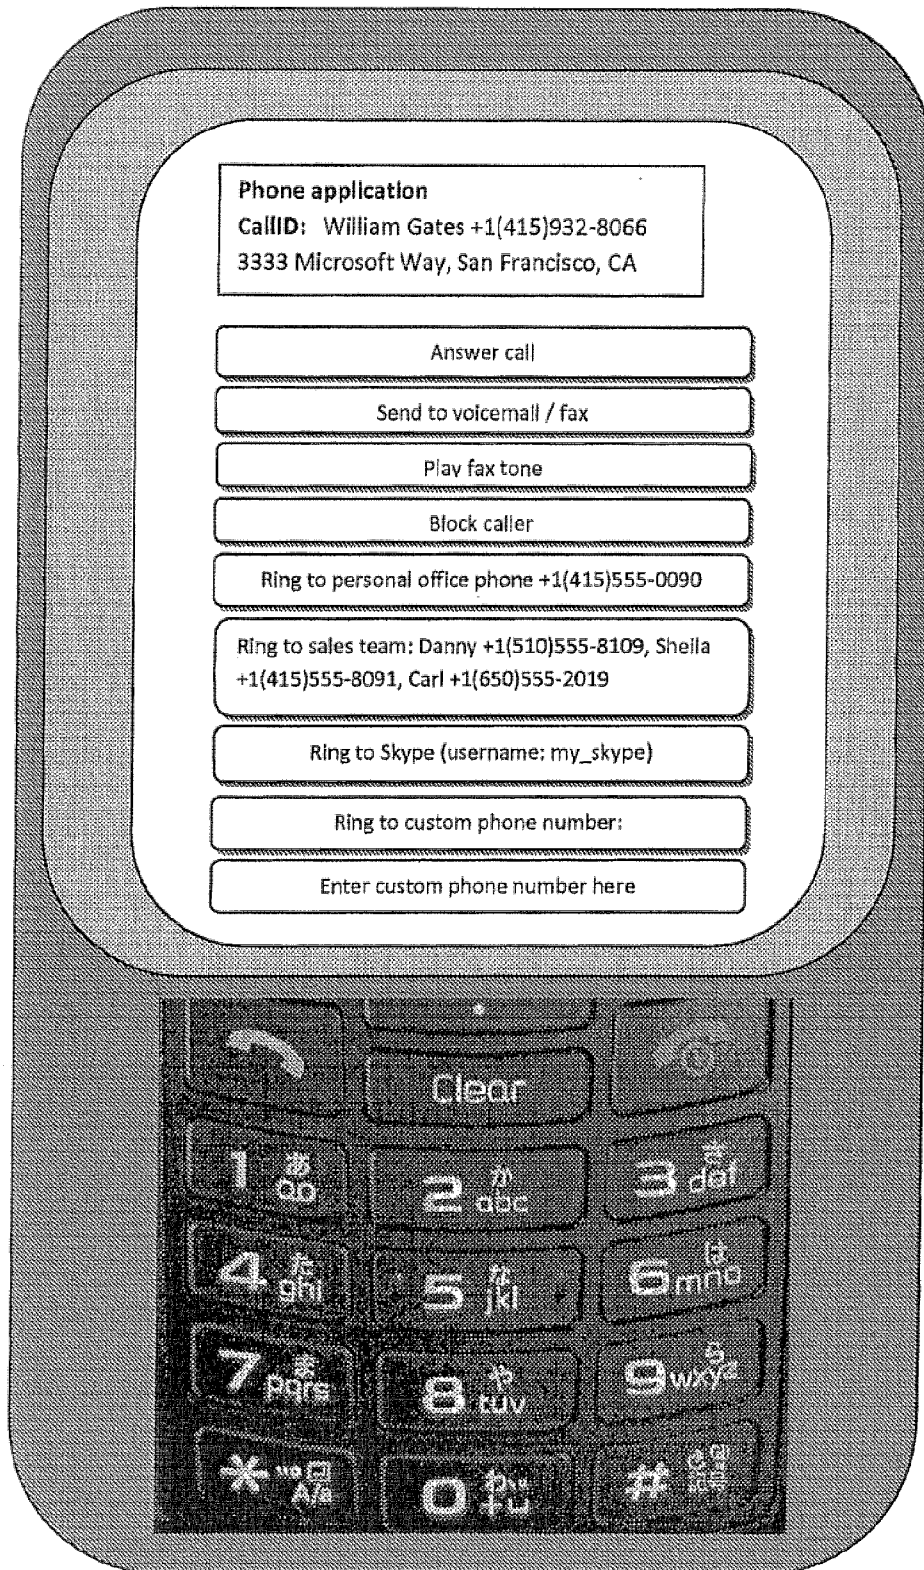 Phone application
CallID: William Gates +1(415)932-8066
3333 Microsoft Way, San Francisco, CA
Answer call
Send to voicemail / fax
Play fax tone
Block caller
Ring to personal office phone +1(415)555-0090
Ring to sales team: Danny +1(510)555-8109, Sheila
+1(415)555-8091, Carl +1(650)555-2019
Ring to Skype (username: my_skype)
Ring to custom phone number:
Enter custom phone number here
Clear
1 あ
2 か abc
3 さ def
4 た ghi
5 な jkl
6 は mno
7 ま pqrs
8 や tuv
9 ら wxyz
* A/a
0 わ
#